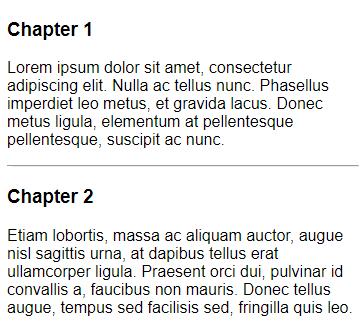 Chapter 1
Lorem ipsum dolor sit amet, consectetur
adipiscing elit. Nulla ac tellus nunc. Phasellus
imperdiet leo metus, et gravida lacus. Donec
metus ligula, elementum at pellentesque
pellentesque, suscipit ac nunc.
Chapter 2
Etiam lobortis, massa ac aliquam auctor, augue
nisl sagittis urna, at dapibus tellus erat
ullamcorper ligula. Praesent orci dui, pulvinar id
convallis a, faucibus non mauris. Donec tellus
augue, tempus sed facilisis sed, fringilla quis leo.